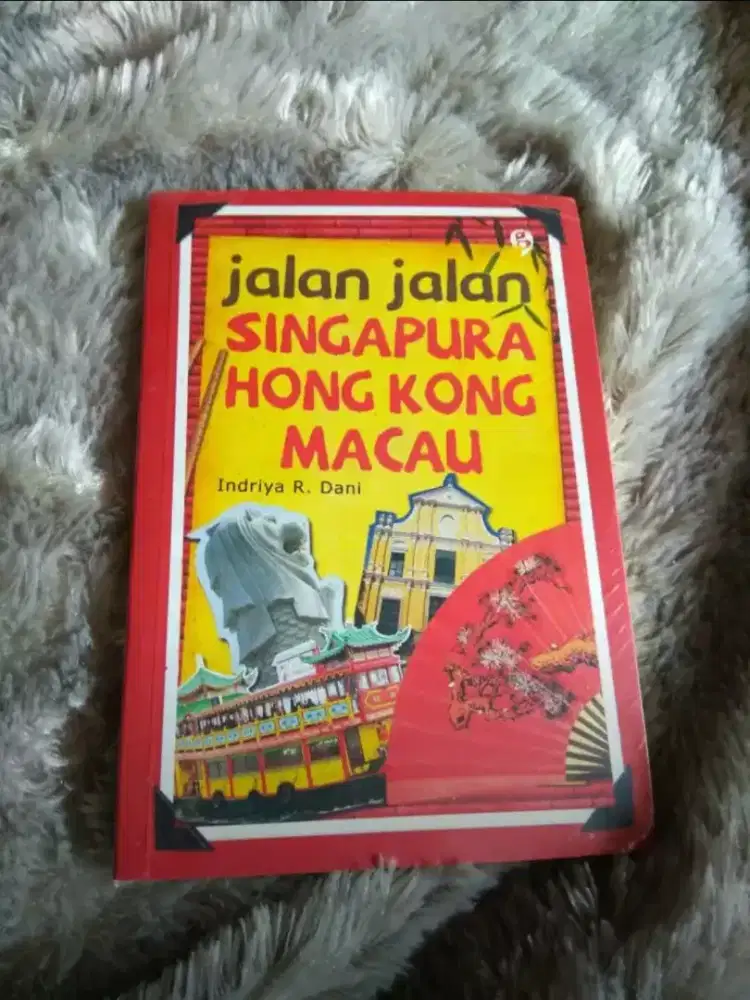 jalan jalan
SINGAPURA
HONG KONG
MACAU
Indriya R. Dani